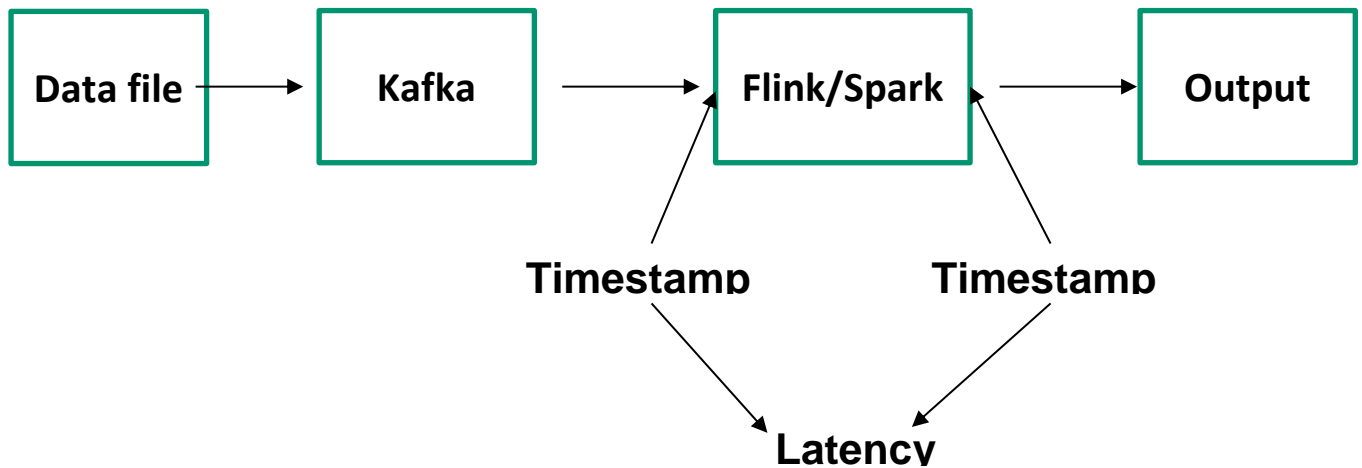 Data file
Kafka
Flink/Spark
Output
Timestamp
Timestamp
Latency